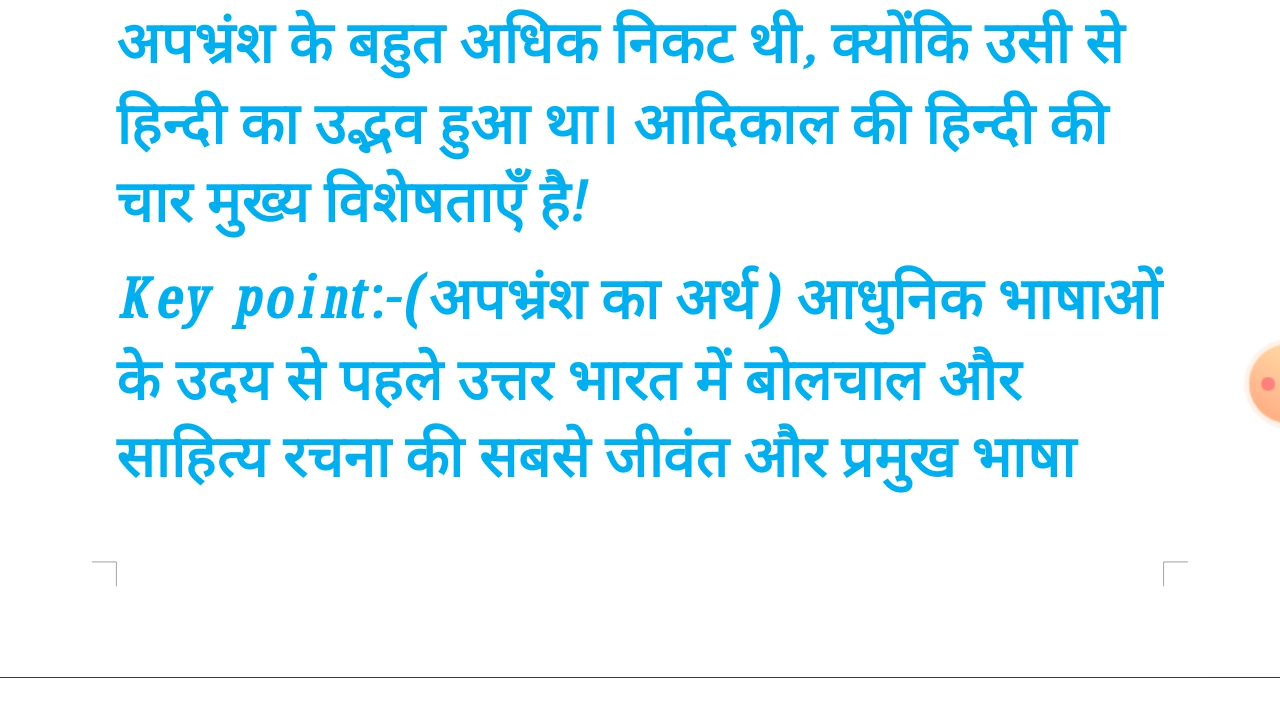 अपभ्रंश के बहुत अधिक निकट थी, क्योंकि उसी से
हिन्दी का उद्भव हुआ था। आदिकाल की हिन्दी की
चार मुख्य विशेषताएँ है!
Key point:-(अपभ्रंश का अर्थ) आधुनिक भाषाओं
के उदय से पहले उत्तर भारत में बोलचाल और
साहित्य रचना की सबसे जीवंत और प्रमुख भाषा